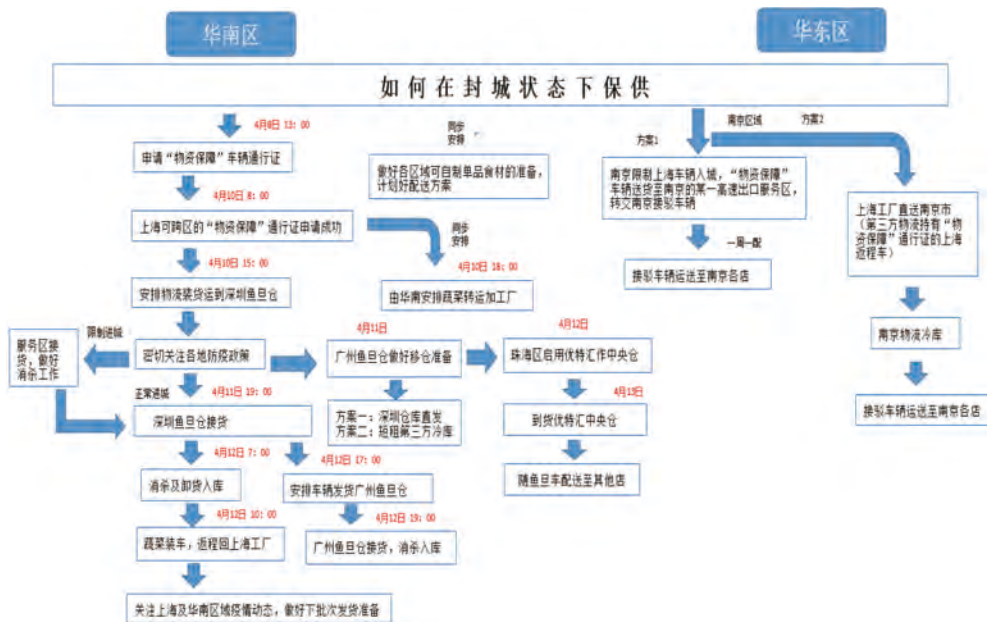 华南区
华东区
如何在封城状态下保供
4月8日 13：00
申请“物资保障”车辆通行证
4月10日 8：00
上海可跨区的“物资保障”通行证申请成功
4月10日 15：00
安排物流装货运到深圳鱼旦仓
密切关注各地防疫政策
限制进城
服务区接
货，做好
消杀工作
正常进城
4月11日 19：00
深圳鱼旦仓接货
4月12日 7：00
消杀及卸货入库
4月12日 10：00
蔬菜装车，返程回上海工厂
关注上海及华南区域疫情动态，做好下批次发货准备
4月12日 17：00
安排车辆发货广州鱼旦仓
4月12日 19：00
广州鱼旦仓接货，消杀入库
同步
安排
做好各区域可自制单品食材的准备，
计划好配送方案
同步
安排
4月10日 18：00
由华南安排蔬菜转运加工厂
4月11日
广州鱼旦仓做好移仓准备
方案一：深圳仓库直发
方案二：短租第三方冷库
4月12日
珠海区启用优特汇作中央仓
4月13日
到货优特汇中央仓
随鱼旦车配送至其他店
方案1
南京区域
方案2
南京限制上海车辆入城，“物资保障”
车辆送货至南京的某一高速出口服务区，
转交南京接驳车辆
一周一配
接驳车辆运送至南京各店
上海工厂直送南京市
（第三方物流持有“物
资保障”通行证的上海
返程车）
南京物流冷库
接驳车辆运送至南京各店